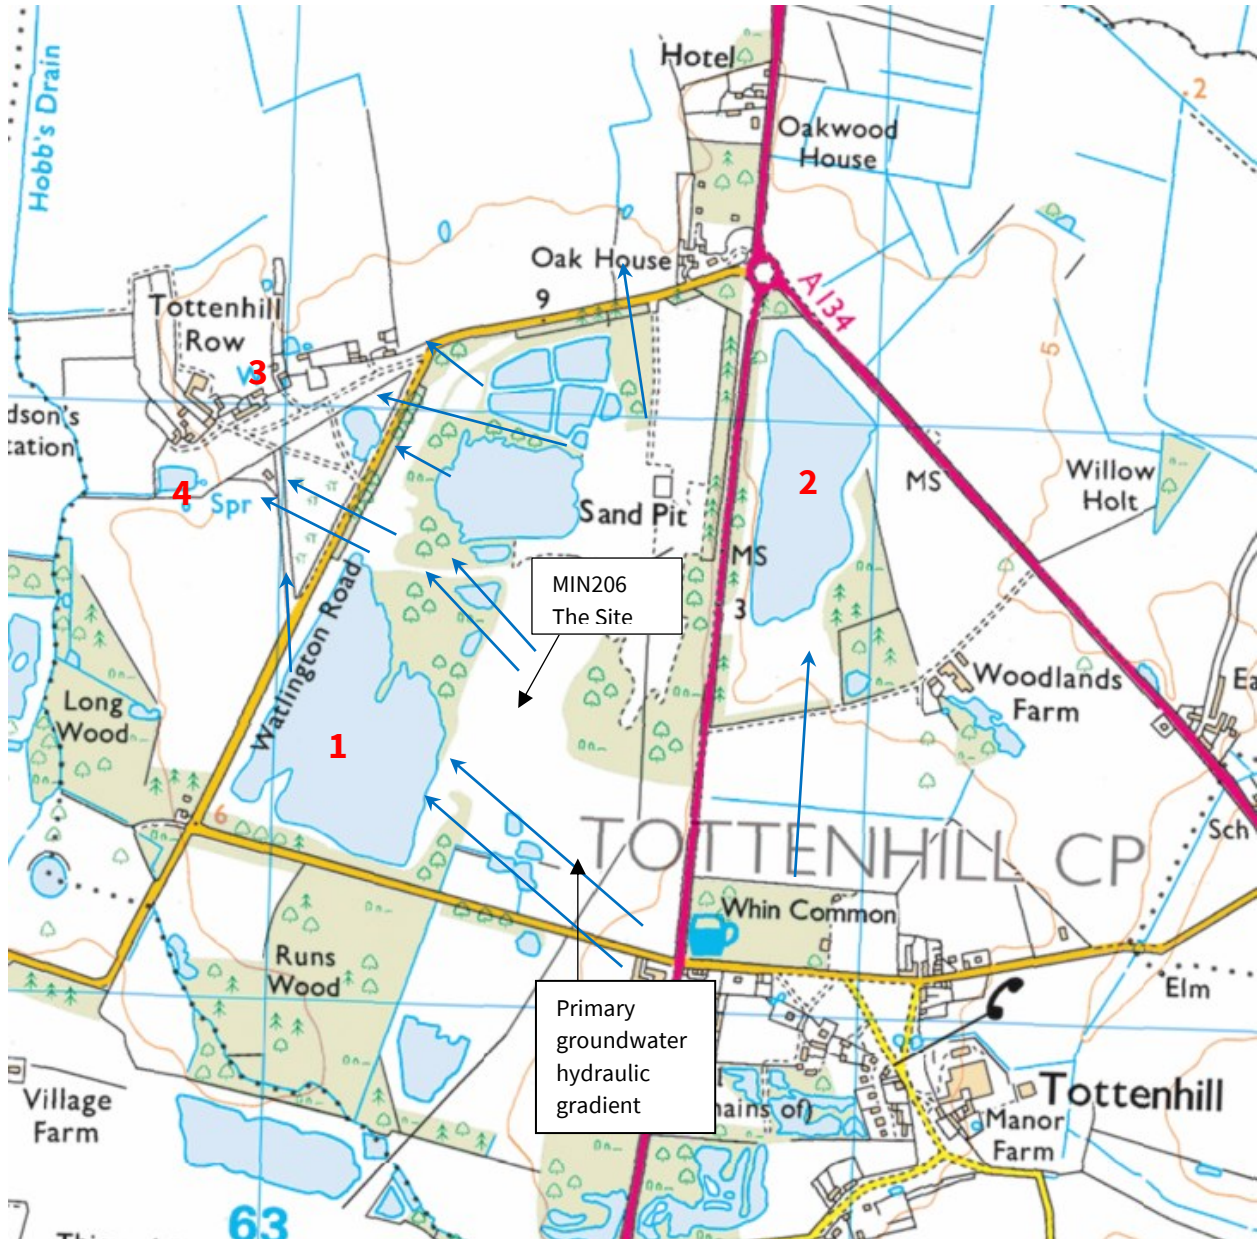 Hotel
Hobb's Drain
2
Oakwood
House
Oak House
A134
9
Tottenhill
Row
5
3
W
dson's
tation
MS
Willow
Holt
2
4
Spr
Sand Pit
MS
3
MIN206
The Site
Watlington Road
Woodlands
Farm
Long
Wood
1
6
Sch
TOTTENHILL CP
Whin Common
Runs
Wood
Elm
Primary
groundwater
hydraulic
gradient
Village
Farm
Tottenhill
Manor
Farm
63